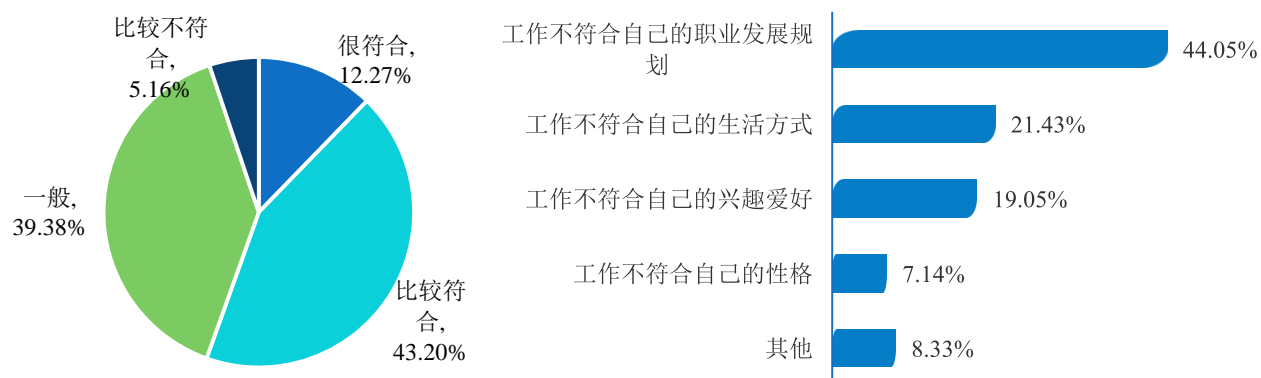 比较不符
合,
5.16%
很符合,
12.27%
一般,
39.38%
比较符
合,
43.20%
工作不符合自己的职业发展规
划
44.05%
工作不符合自己的生活方式
21.43%
工作不符合自己的兴趣爱好
19.05%
工作不符合自己的性格
7.14%
其他
8.33%